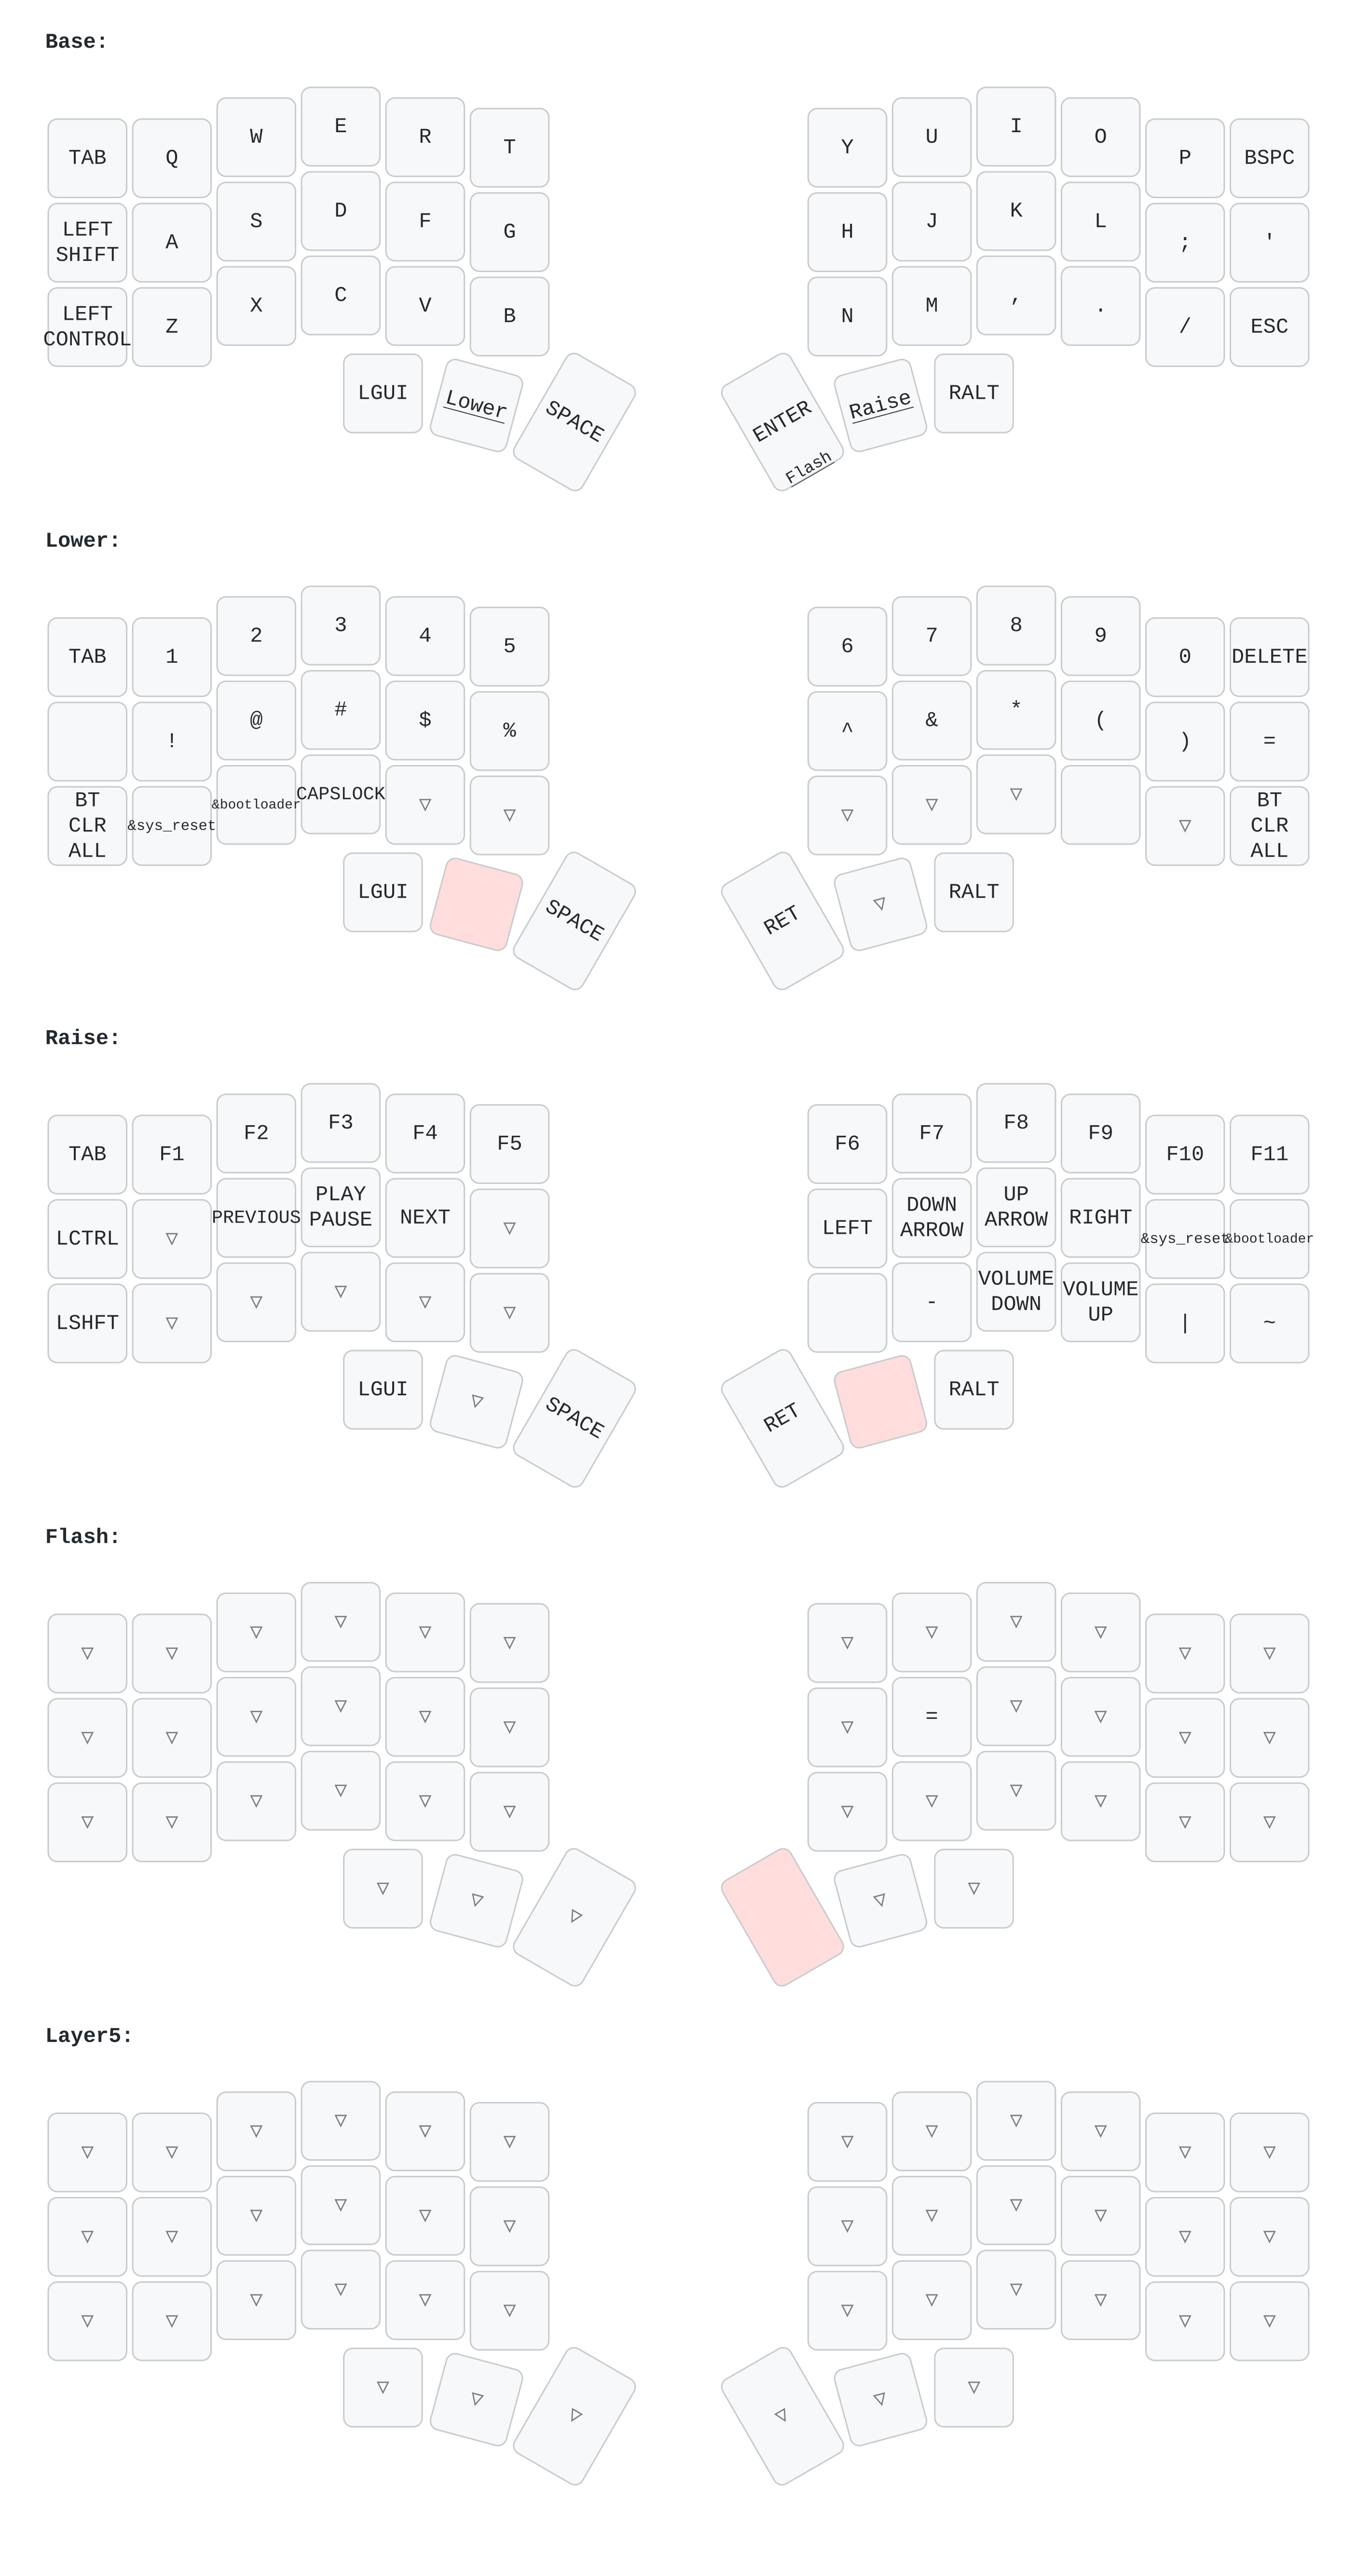 Base:
TAB Q W E R T Y U I O P BSPC
LEFT SHIFT A S D F G H J K L ; '
LEFT CONTROL Z X C V B N M , . / ESC
LGUI Lower SPACE ENTER Flash Raise RALT
Lower:
TAB 1 2 3 4 5 6 7 8 9 0 DELETE
! @ # $ % ^ & * ( ) =
BT CLR ALL &sys_reset &bootloader CAPSLOCK ▽ ▽ ▽ ▽ ▽ ▽ BT CLR ALL
LGUI SPACE RET ▽ RALT
Raise:
TAB F1 F2 F3 F4 F5 F6 F7 F8 F9 F10 F11
LCTRL ▽ PREVIOUS PLAY PAUSE NEXT ▽ LEFT DOWN ARROW UP ARROW RIGHT &sys_reset &bootloader
LSHFT ▽ ▽ ▽ ▽ ▽ - VOLUME DOWN VOLUME UP | ~
LGUI ▽ SPACE RET RALT
Flash:
▽ ▽ ▽ ▽ ▽ ▽ ▽ ▽ ▽ ▽ ▽ ▽
▽ ▽ ▽ ▽ ▽ ▽ ▽ = ▽ ▽ ▽ ▽
▽ ▽ ▽ ▽ ▽ ▽ ▽ ▽ ▽ ▽ ▽ ▽
▽ ▽ ▽ ▽ ▽
Layer5:
▽ ▽ ▽ ▽ ▽ ▽ ▽ ▽ ▽ ▽ ▽ ▽
▽ ▽ ▽ ▽ ▽ ▽ ▽ ▽ ▽ ▽ ▽ ▽
▽ ▽ ▽ ▽ ▽ ▽ ▽ ▽ ▽ ▽ ▽ ▽
▽ ▽ ▽ ▽ ▽ ▽